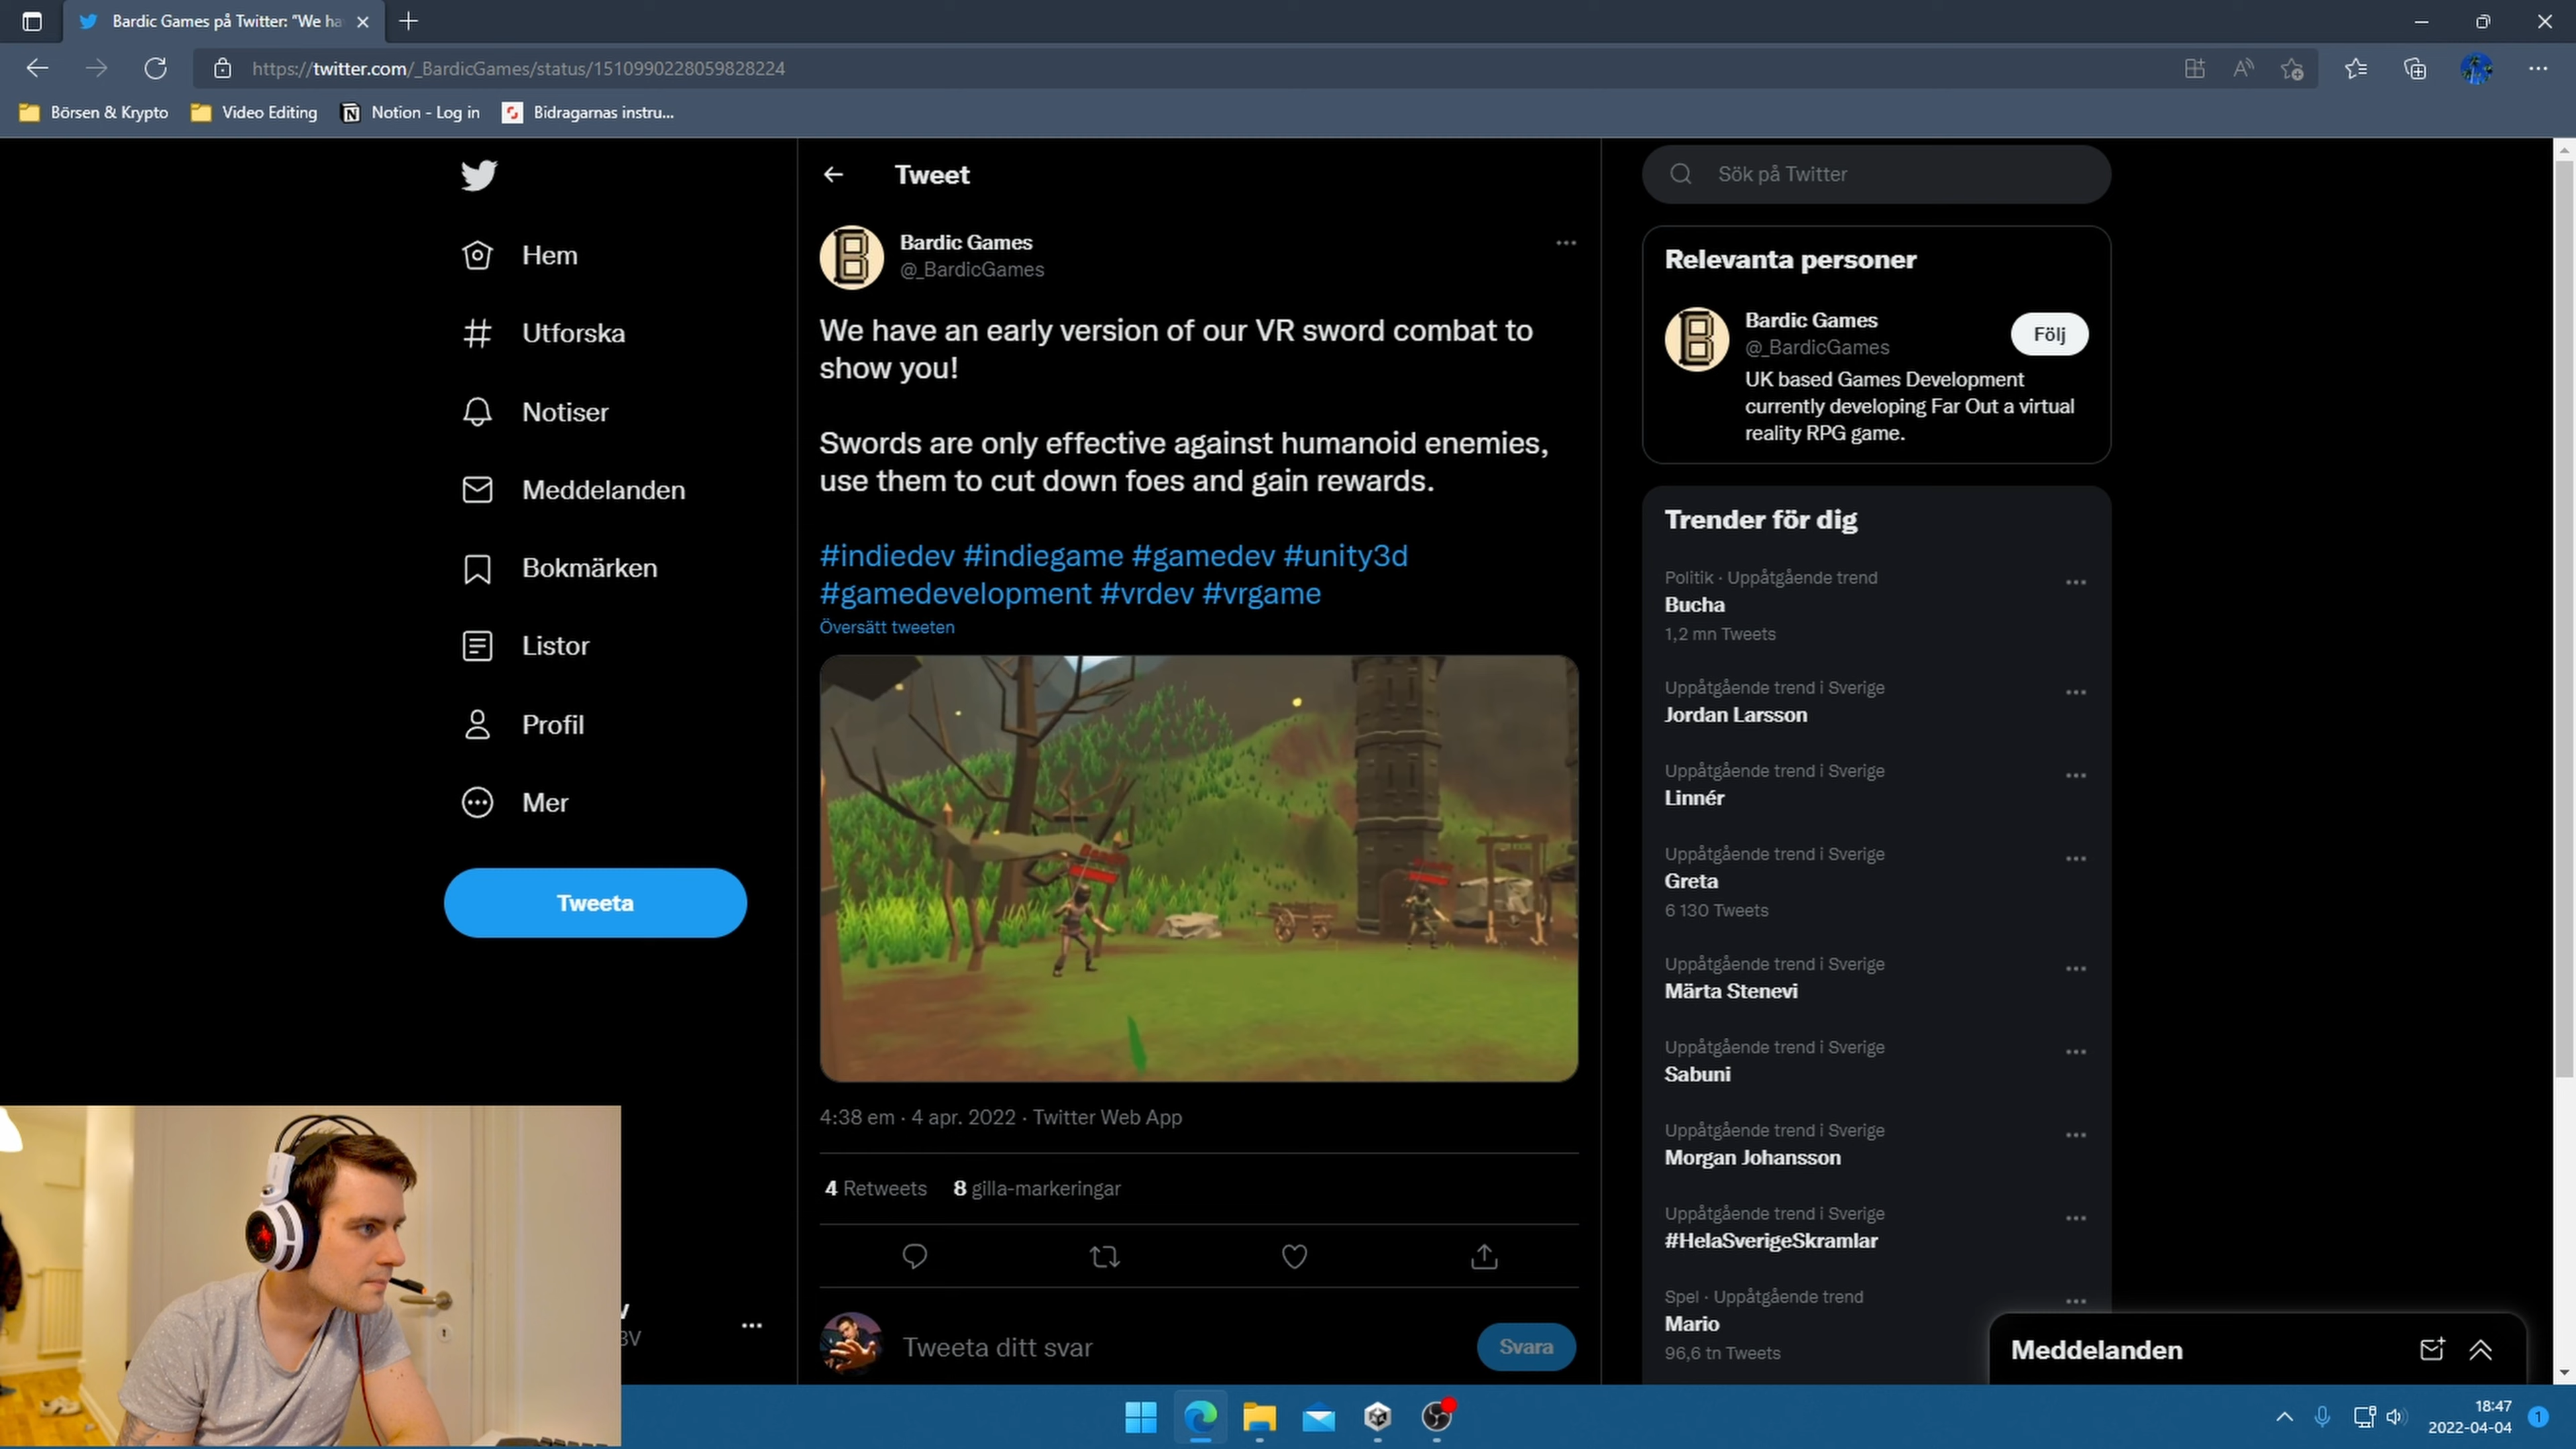 Bardic Games på Twitter: "We ha
https://twitter.com/_BardicGames/status/1510990228059828224
Börsen & Krypto
Video Editing
Notion - Log in
Bidragarnas instru...
Hem
Utforska
Notiser
Meddelanden
Bokmärken
Listor
Profil
Mer
Tweeta
Tweet
Bardic Games
@_BardicGames
We have an early version of our VR sword combat to
show you!
Swords are only effective against humanoid enemies,
use them to cut down foes and gain rewards.
#indiedev #indiegame #gamedev #unity3d
#gamedevelopment #vrdev #vrgame
Översätt tweeten
4:38 em · 4 apr. 2022 · Twitter Web App
4 Retweets 8 gilla-markeringar
Tweeta ditt svar
Svara
Sök på Twitter
Relevanta personer
Bardic Games
@_BardicGames
Följ
UK based Games Development
currently developing Far Out a virtual
reality RPG game.
Trender för dig
Politik · Uppåtgående trend
Bucha
1,2 mn Tweets
Uppåtgående trend i Sverige
Jordan Larsson
Uppåtgående trend i Sverige
Linnér
Uppåtgående trend i Sverige
Greta
6 130 Tweets
Uppåtgående trend i Sverige
Märta Stenevi
Uppåtgående trend i Sverige
Sabuni
Uppåtgående trend i Sverige
Morgan Johansson
Uppåtgående trend i Sverige
#HelaSverigeSkramlar
Spel · Uppåtgående trend
Mario
96,6 tn Tweets
Meddelanden
18:47
2022-04-04
1